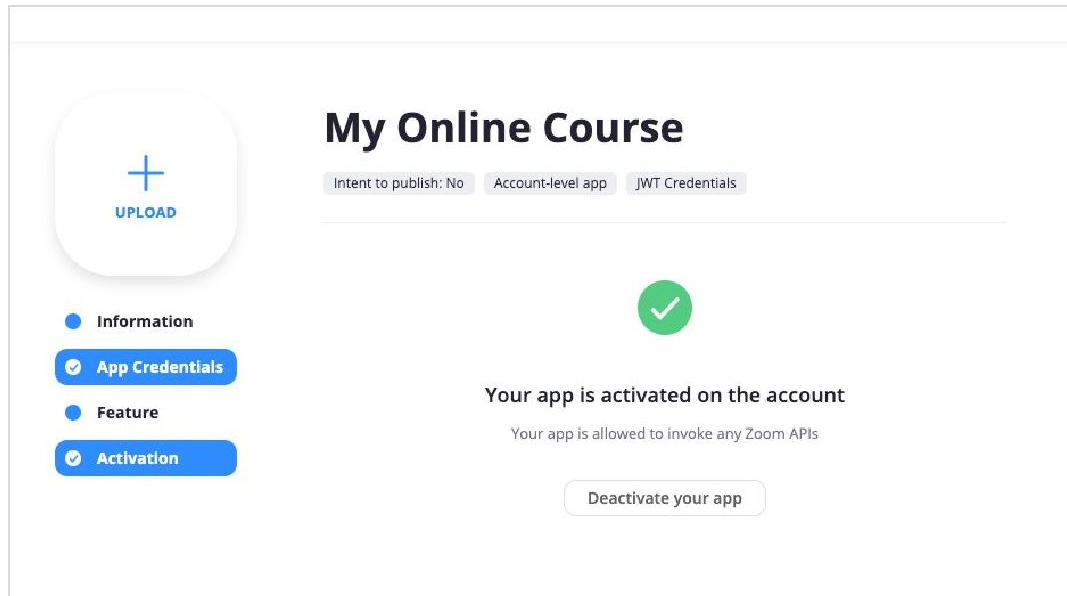 My Online Course
Intent to publish: No Account-level app JWT Credentials
UPLOAD
Information
App Credentials
Feature
Activation
Your app is activated on the account
Your app is allowed to invoke any Zoom APIs
Deactivate your app